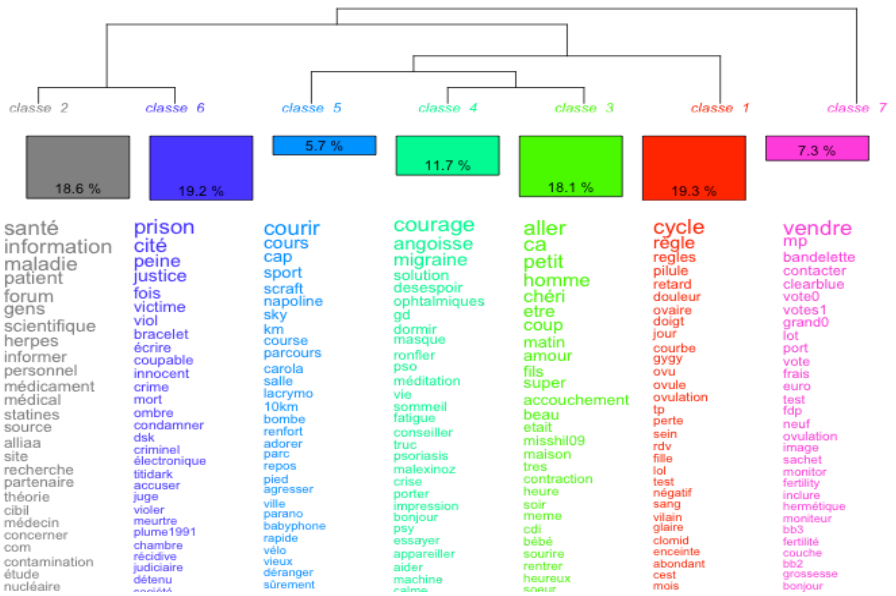 classe 2 classe 6 classe 5 classe 4 classe 3 classe 1 classe 7
18.6 % 19.2 % 5.7 % 11.7 % 18.1 % 19.3 % 7.3 %
santé
information
maladie
patient
forum
gens
scientifique
herpes
informer
personnel
médicament
médical
statines
source
alliaa
site
recherche
partenaire
théorie
cibil
médecin
concerner
com
contamination
étude
nucléaire
prison
cité
peine
justice
fois
victime
viol
bracelet
écrire
coupable
innocent
crime
mort
ombre
condamner
dsk
criminel
électronique
titidark
accuser
juge
violer
meurtre
plume1991
chambre
récidive
judiciaire
détenu
société
courir
cours
cap
sport
scraft
napoline
sky
km
course
parcours
carola
salle
lacrymo
10km
bombe
renfort
adorer
parc
repos
pied
agresser
ville
parano
babyphone
rapide
vélo
vieux
déranger
sûrement
courage
angoisse
migraine
solution
desespoir
ophtalmiques
gd
dormir
masque
ronfler
pso
méditation
vie
sommeil
fatigue
conseiller
truc
psoriasis
malexinoz
crise
porter
impression
bonjour
psy
essayer
appareiller
aider
machine
calme
aller
ca
petit
homme
chéri
etre
coup
matin
amour
fils
super
accouchement
beau
etait
misshil09
maison
tres
contraction
heure
soir
meme
cdi
bébé
sourire
rentrer
heureux
soeur
cycle
règle
regles
pilule
retard
douleur
ovaire
doigt
jour
courbe
gygy
ovu
ovule
ovulation
tp
perte
sein
rdv
fille
lol
test
négatif
sang
vilain
glaire
clomid
enceinte
abondant
cest
mois
vendre
mp
bandelette
contacter
clearblue
vote0
votes1
grand0
lot
port
vote
frais
euro
test
fdp
neuf
ovulation
image
sachet
monitor
fertility
inclure
hermétique
moniteur
bb3
fertilité
couche
bb2
grossesse
bonjour